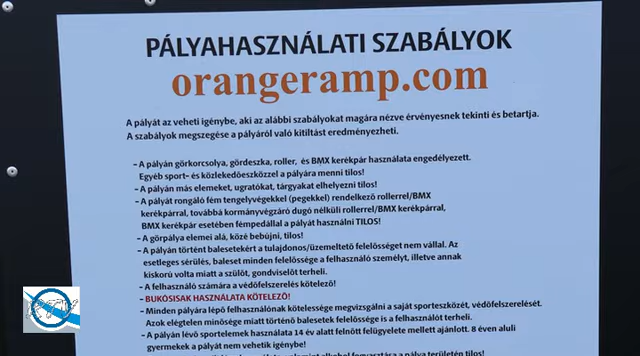 PÁLYAHASZNÁLATI SZABÁLYOK
orangeramp.com
A pályát az veheti igénybe, aki az alábbi szabályokat magára nézve érvényesnek tekinti és betartja.
A szabályok megszegése a pályáról való kitiltást eredményezheti.
– A pályán görkorcsolya, gördeszka, roller, és BMX kerékpár használata engedélyezett.
Egyéb sport- és közlekedőeszközzel a pályára menni tilos!
– A pályán más elemeket, ugratókat, tárgyakat elhelyezni tilos!
– A pályát rongáló fém tengelyvégekkel (pegekkel) rendelkező rollerrel/BMX
kerékpárral, továbbá kormányvégzáró dugó nélküli rollerrel/BMX kerékpárral,
BMX kerékpár esetében fémpedállal a pályát használni TILOS!
– A görpálya elemei alá, közé bebújni, tilos!
– A pályán történt balesetekért a tulajdonos/üzemeltető felelősséget nem vállal. Az
esetleges sérülés, baleset minden felelőssége a felhasználó személyt, illetve annak
kiskorú volta miatt a szülőt, gondviselőt terheli.
– A felhasználó számára a védőfelszerelés kötelező!
– BUKÓSISAK HASZNÁLATA KÖTELEZŐ!
– Minden pályára lépő felhasználónak kötelessége megvizsgálni a saját sporteszközét, védőfelszerelését.
Azok elégtelen minősége miatt történő balesetek felelőssége is a felhasználót terheli.
– A pályán lévő sportelemek használata 14 év alatt felnőtt felügyelete mellett ajánlott. 8 éven aluli
gyermekek a pályát nem vehetik igénybe!
alkohol fogyasztása a pálya területén tilos!